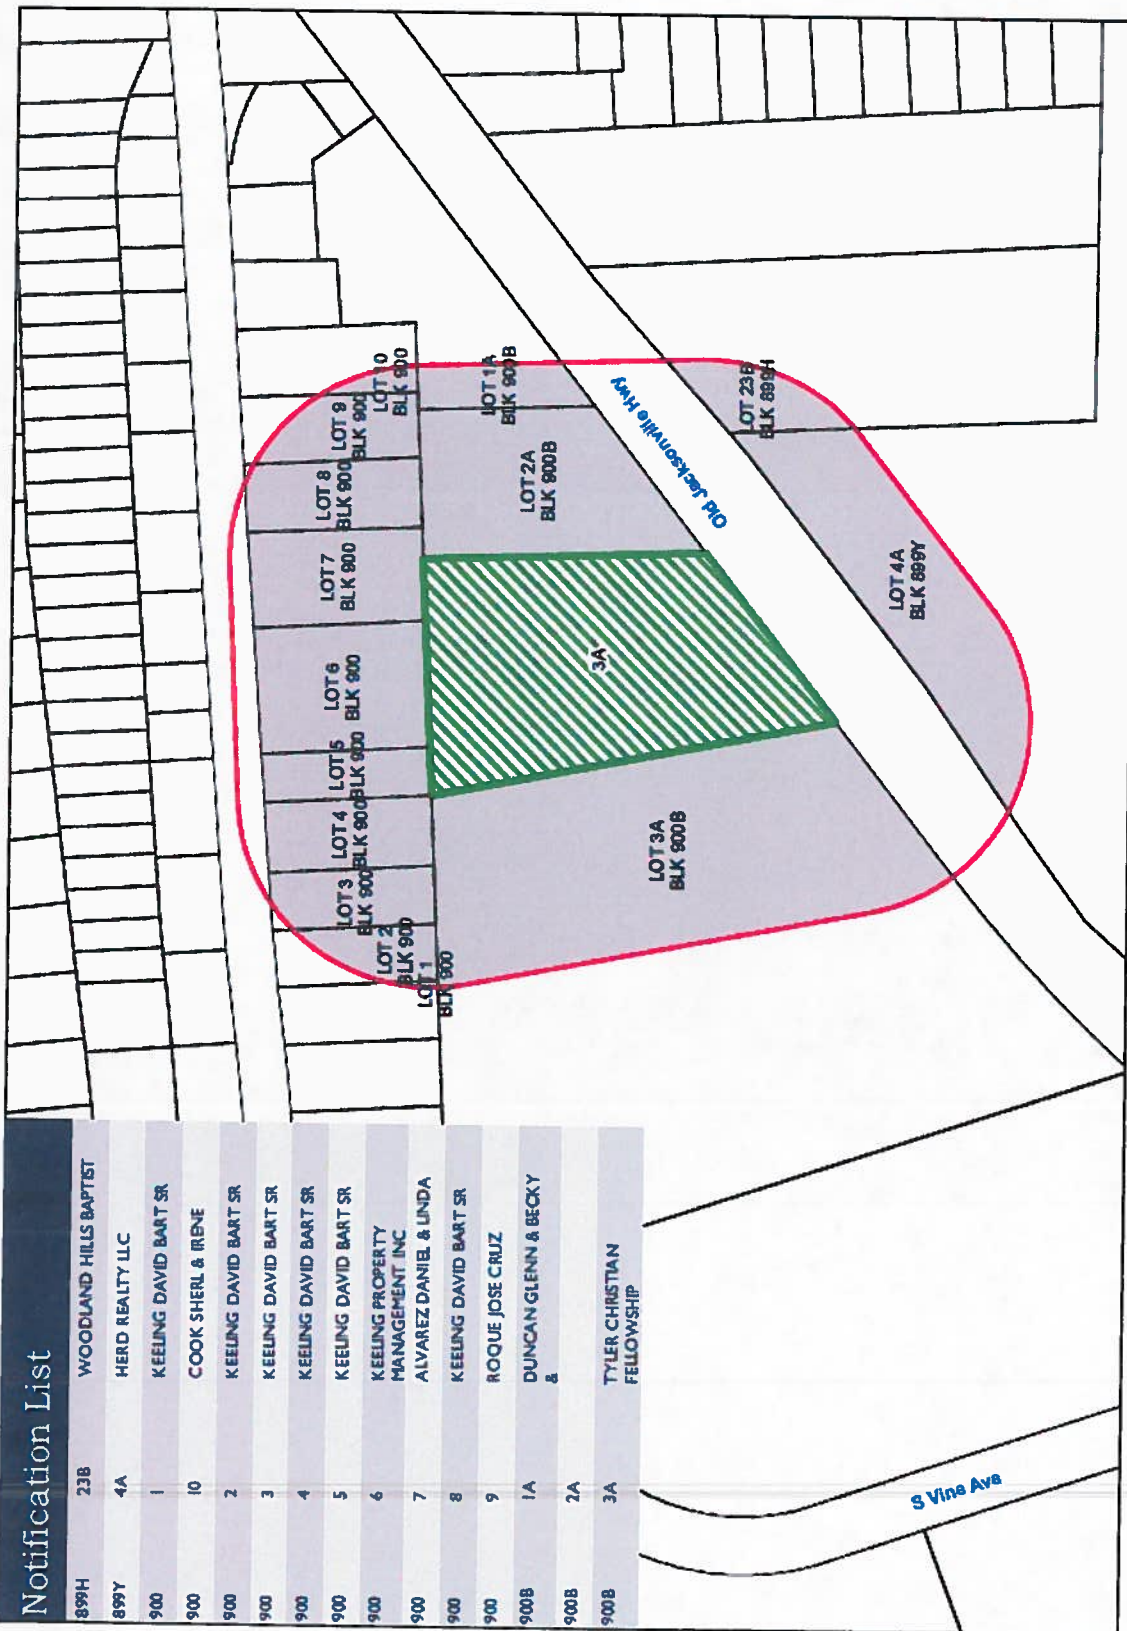 Notification List
899H 23B WOODLAND HILLS BAPTIST
899Y 4A HERD REALTY LLC
900 1 KEELING DAVID BART SR
900 10 COOK SHERL & IRENE
900 2 KEELING DAVID BART SR
900 3 KEELING DAVID BART SR
900 4 KEELING DAVID BART SR
900 5 KEELING DAVID BART SR
900 6 KEELING PROPERTY
MANAGEMENT INC
900 7 ALVAREZ DANIEL & LINDA
900 8 KEELING DAVID BART SR
900 9 ROQUE JOSE CRUZ
900B 1A DUNCAN GLENN & BECKY
&
900B 2A
900B 3A TYLER CHRISTIAN
FELLOWSHIP
LOT 1
BLK 900
LOT 2
BLK 900
LOT 3
BLK 900
LOT 4
BLK 900
LOT 5
BLK 900
LOT 6
BLK 900
LOT 7
BLK 900
LOT 8
BLK 900
LOT 9
BLK 900
LOT 10
BLK 900
LOT 1A
BLK 900B
LOT 2A
BLK 900B
3A
LOT 3A
BLK 900B
Old Jacksonville Hwy
LOT 23B
BLK 899H
LOT 4A
BLK 899Y
S Vine Ave